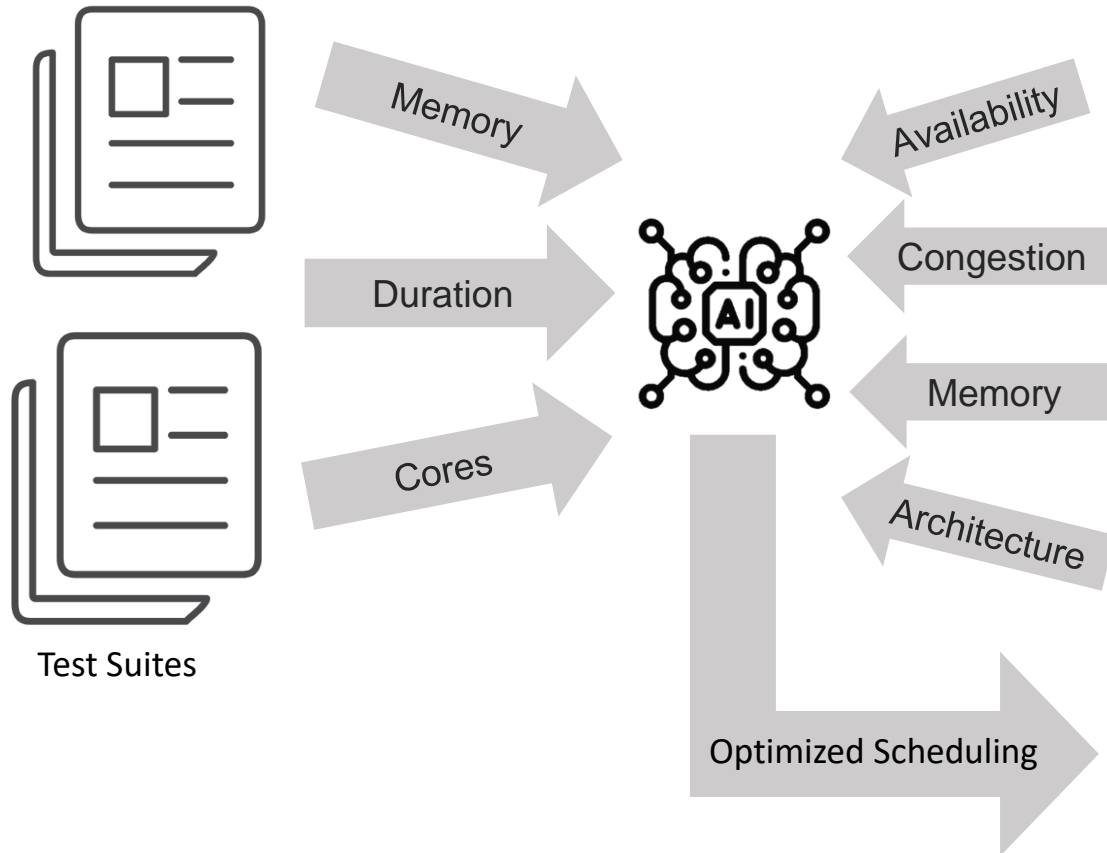 Memory
Availability
Congestion
Duration
AI
Memory
Cores
Architecture
Test Suites
Optimized Scheduling